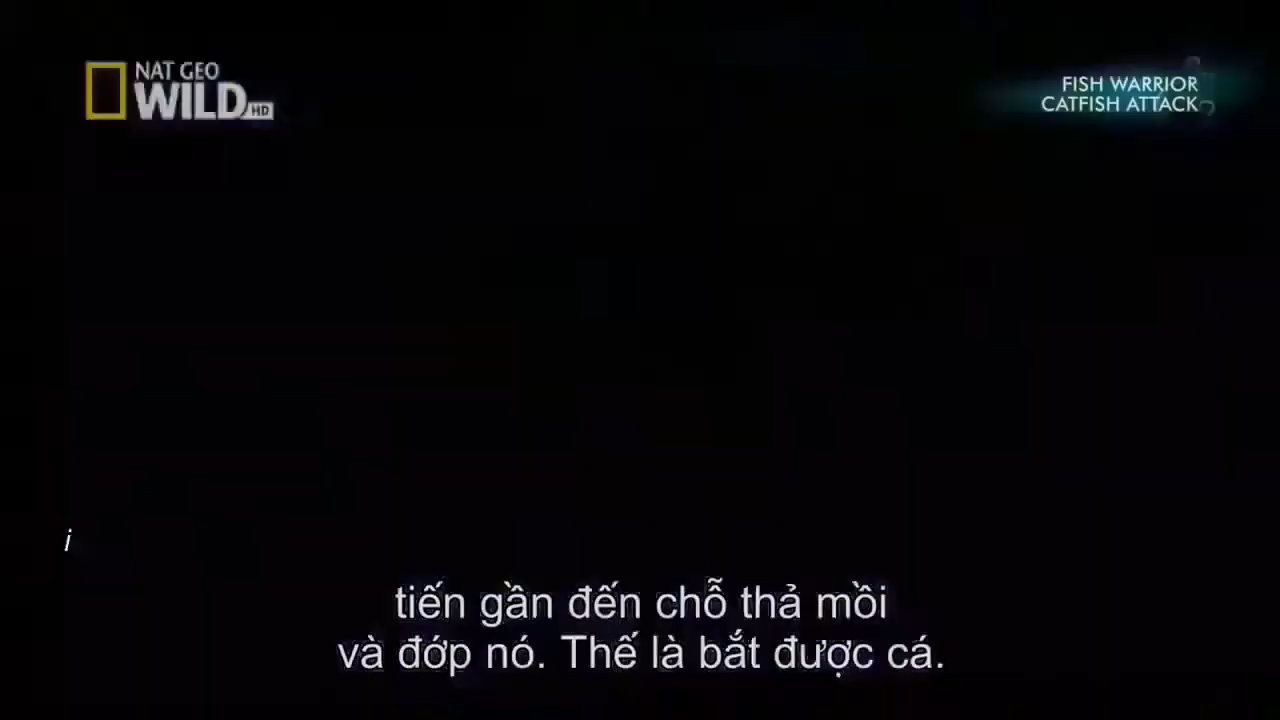 NAT GEO
WILD HD
FISH WARRIOR
CATFISH ATTACK
i
tiến gần đến chỗ thả mồi
và đớp nó. Thế là bắt được cá.